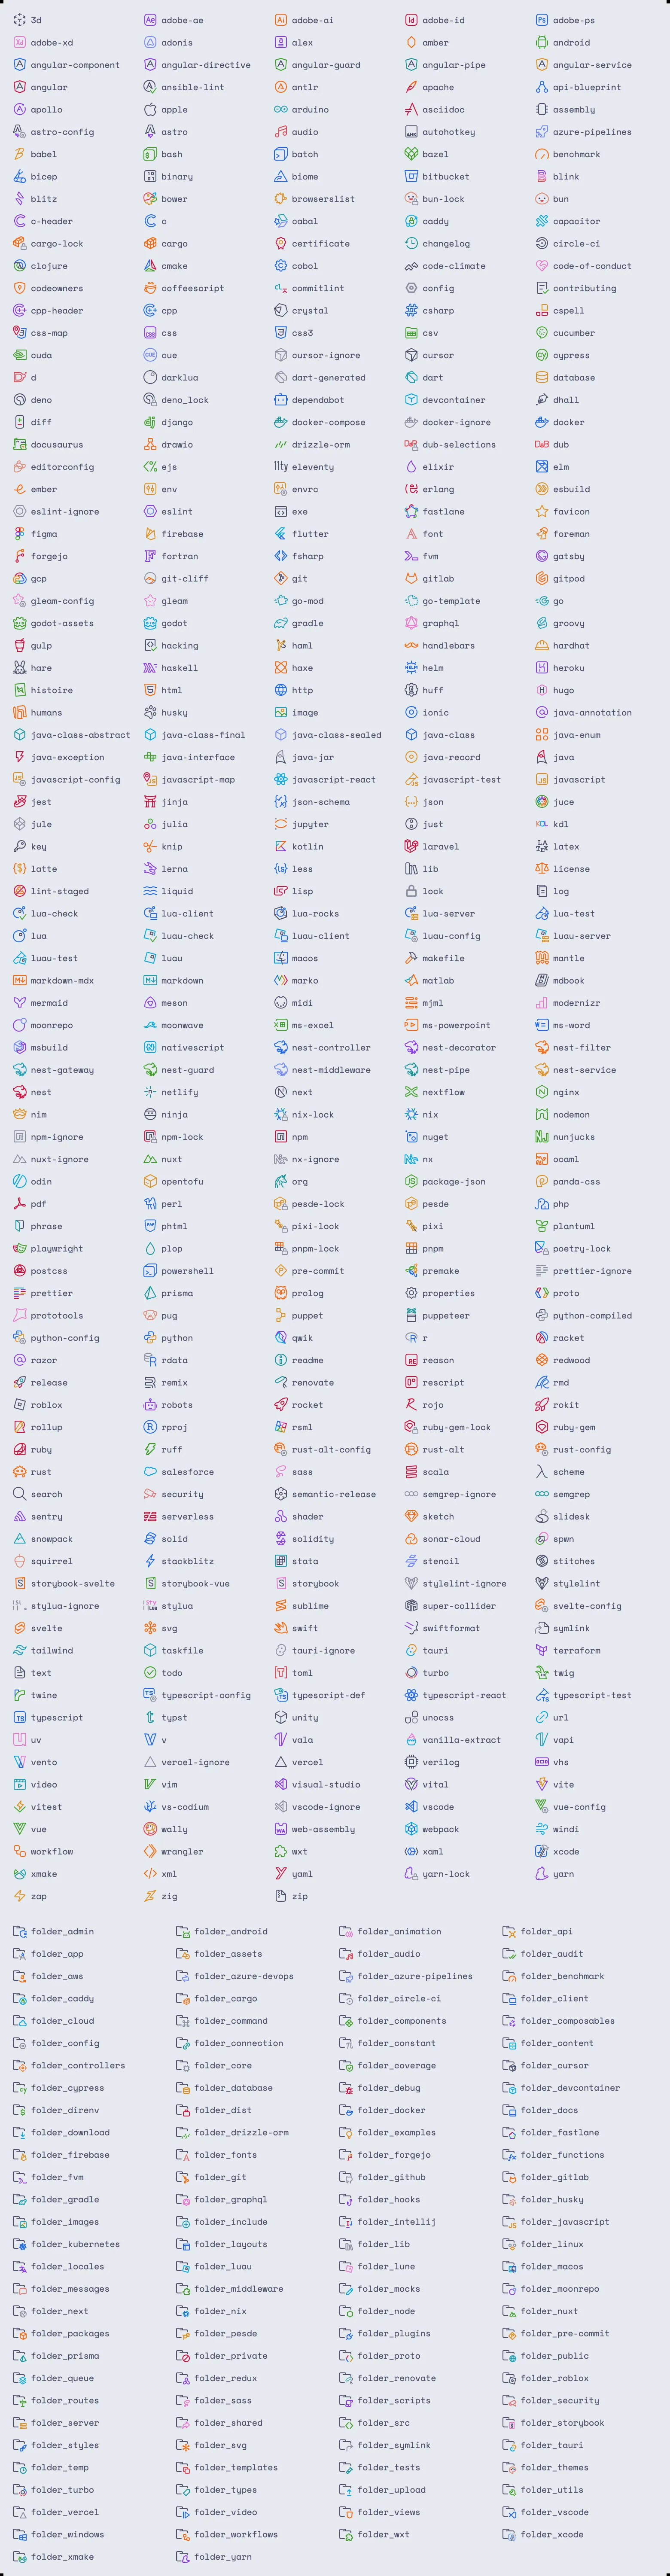 3d adobe-ae adobe-ai adobe-id adobe-ps
adobe-xd adonis alex amber android
angular-component angular-directive angular-guard angular-pipe angular-service
angular ansible-lint antlr apache api-blueprint
apollo apple arduino asciidoc assembly
astro-config astro audio autohotkey azure-pipelines
babel bash batch bazel benchmark
bicep binary biome bitbucket blink
blitz bower browserslist bun-lock bun
c-header c cabal caddy capacitor
cargo-lock cargo certificate changelog circle-ci
clojure cmake cobol code-climate code-of-conduct
codeowners coffeescript commitlint config contributing
cpp-header cpp crystal csharp cspell
css-map css css3 csv cucumber
cuda cue cursor-ignore cursor cypress
d darklua dart-generated dart database
deno deno_lock dependabot devcontainer dhall
diff django docker-compose docker-ignore docker
docusaurus drawio drizzle-orm dub-selections dub
editorconfig ejs eleventy elixir elm
ember env envrc erlang esbuild
eslint-ignore eslint exe fastlane favicon
figma firebase flutter font foreman
forgejo fortran fsharp fvm gatsby
gcp git-cliff git gitlab gitpod
gleam-config gleam go-mod go-template go
godot-assets godot gradle graphql groovy
gulp hacking haml handlebars hardhat
hare haskell haxe helm heroku
histoire html http huff hugo
humans husky image ionic java-annotation
java-class-abstract java-class-final java-class-sealed java-class java-enum
java-exception java-interface java-jar java-record java
javascript-config javascript-map javascript-react javascript-test javascript
jest jinja json-schema json juce
jule julia jupyter just kdl
key knip kotlin laravel latex
latte lerna less lib license
lint-staged liquid lisp lock log
lua-check lua-client lua-rocks lua-server lua-test
lua luau-check luau-client luau-config luau-server
luau-test luau macos makefile mantle
markdown-mdx markdown marko matlab mdbook
mermaid meson midi mjml modernizr
moonrepo moonwave ms-excel ms-powerpoint ms-word
msbuild nativescript nest-controller nest-decorator nest-filter
nest-gateway nest-guard nest-middleware nest-pipe nest-service
nest netlify next nextflow nginx
nim ninja nix-lock nix nodemon
npm-ignore npm-lock npm nuget nunjucks
nuxt-ignore nuxt nx-ignore nx ocaml
odin opentofu org package-json panda-css
pdf perl pesde-lock pesde php
phrase phtml pixi-lock pixi plantuml
playwright plop pnpm-lock pnpm poetry-lock
postcss powershell pre-commit premake prettier-ignore
prettier prisma prolog properties proto
prototools pug puppet puppeteer python-compiled
python-config python qwik r racket
razor rdata readme reason redwood
release remix renovate rescript rmd
roblox robots rocket rojo rokit
rollup rproj rsml ruby-gem-lock ruby-gem
ruby ruff rust-alt-config rust-alt rust-config
rust salesforce sass scala scheme
search security semantic-release semgrep-ignore semgrep
sentry serverless shader sketch slidesk
snowpack solid solidity sonar-cloud spwn
squirrel stackblitz stata stencil stitches
storybook-svelte storybook-vue storybook stylelint-ignore stylelint
stylua-ignore stylua sublime super-collider svelte-config
svelte svg swift swiftformat symlink
tailwind taskfile tauri-ignore tauri terraform
text todo toml turbo twig
twine typescript-config typescript-def typescript-react typescript-test
typescript typst unity unocss url
uv v vala vanilla-extract vapi
vento vercel-ignore vercel verilog vhs
video vim visual-studio vital vite
vitest vs-codium vscode-ignore vscode vue-config
vue wally web-assembly webpack windi
workflow wrangler wxt xaml xcode
xmake xml yaml yarn-lock yarn
zap zig zip
folder_admin folder_android folder_animation folder_api
folder_app folder_assets folder_audio folder_audit
folder_aws folder_azure-devops folder_azure-pipelines folder_benchmark
folder_caddy folder_cargo folder_circle-ci folder_client
folder_cloud folder_command folder_components folder_composables
folder_config folder_connection folder_constant folder_content
folder_controllers folder_core folder_coverage folder_cursor
folder_cypress folder_database folder_debug folder_devcontainer
folder_direnv folder_dist folder_docker folder_docs
folder_download folder_drizzle-orm folder_examples folder_fastlane
folder_firebase folder_fonts folder_forgejo folder_functions
folder_fvm folder_git folder_github folder_gitlab
folder_gradle folder_graphql folder_hooks folder_husky
folder_images folder_include folder_intellij folder_javascript
folder_kubernetes folder_layouts folder_lib folder_linux
folder_locales folder_luau folder_lune folder_macos
folder_messages folder_middleware folder_mocks folder_moonrepo
folder_next folder_nix folder_node folder_nuxt
folder_packages folder_pesde folder_plugins folder_pre-commit
folder_prisma folder_private folder_proto folder_public
folder_queue folder_redux folder_renovate folder_roblox
folder_routes folder_sass folder_scripts folder_security
folder_server folder_shared folder_src folder_storybook
folder_styles folder_svg folder_symlink folder_tauri
folder_temp folder_templates folder_tests folder_themes
folder_turbo folder_types folder_upload folder_utils
folder_vercel folder_video folder_views folder_vscode
folder_windows folder_workflows folder_wxt folder_xcode
folder_xmake folder_yarn